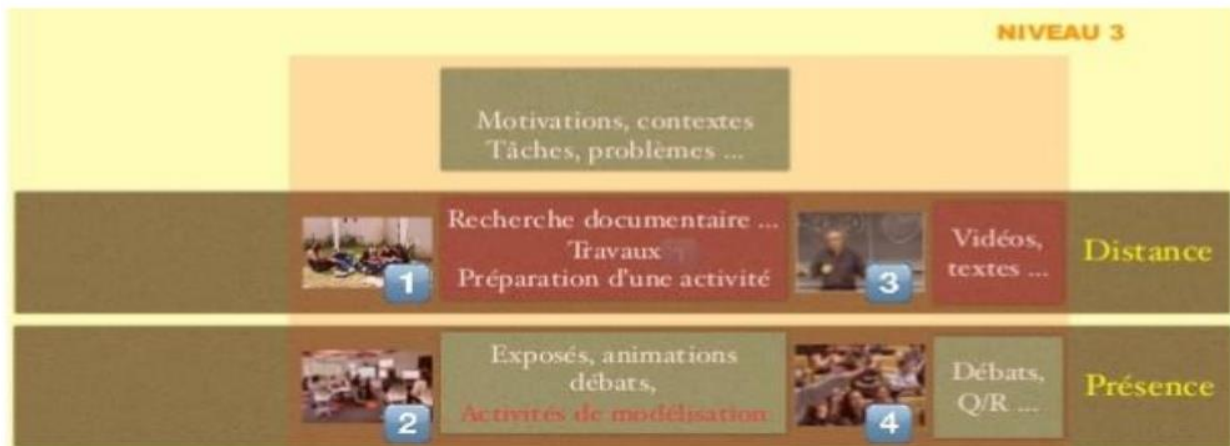 NIVEAU 3
Motivations, contextes
Tâches, problèmes ...
Recherche documentaire ...
Travaux
Préparation d'une activité
1
3
Vidéos,
textes ...
Distance
Exposés, animations
débats,
Activités de modélisation
2
4
Débats,
Q/R ...
Présence